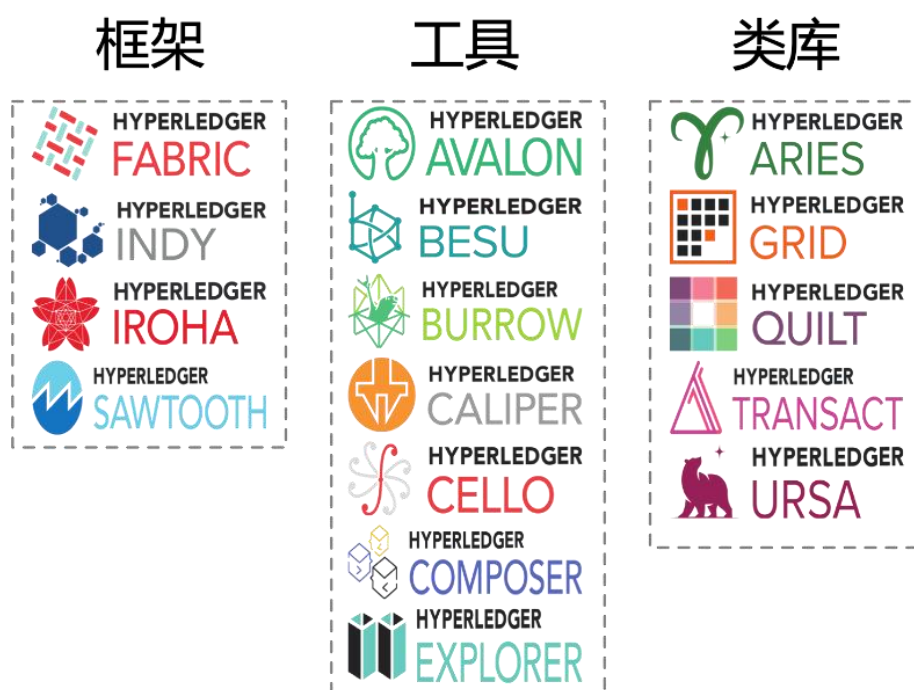 框架
HYPERLEDGER
FABRIC
HYPERLEDGER
INDY
HYPERLEDGER
IROHA
HYPERLEDGER
SAWTOOTH
工具
HYPERLEDGER
AVALON
HYPERLEDGER
BESU
HYPERLEDGER
BURROW
HYPERLEDGER
CALIPER
HYPERLEDGER
CELLO
HYPERLEDGER
COMPOSER
HYPERLEDGER
EXPLORER
类库
HYPERLEDGER
ARIES
HYPERLEDGER
GRID
HYPERLEDGER
QUILT
HYPERLEDGER
TRANSACT
HYPERLEDGER
URSA